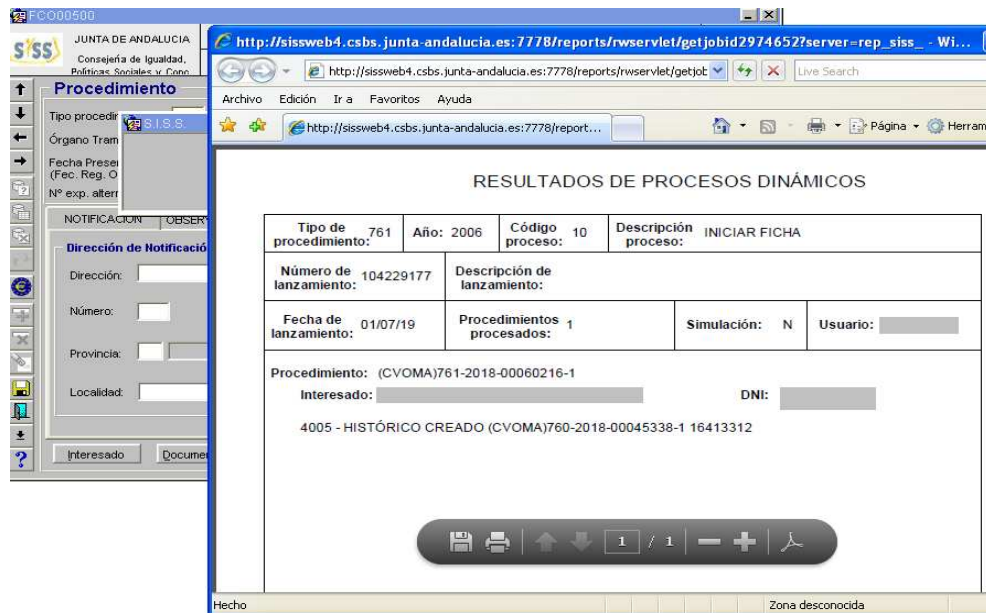 FCO00500
SISS
JUNTA DE ANDALUCIA
Consejería de Igualdad,
Políticas Sociales y Conc
Procedimiento
Tipo procedir
S.I.S.S.
Órgano Tram
Fecha Preser
(Fec. Reg. O
Nº exp. altern
NOTIFICACION
OBSER
Dirección de Notificació
Dirección:
Número:
Provincia:
Localidad:
Interesado
Docume
http://sissweb4.csbs.junta-andalucia.es:7778/reports/rwservlet/getjobid2974652?server=rep_siss_ - Wi...
http://sissweb4.csbs.junta-andalucia.es:7778/reports/rwservlet/getjot
Live Search
Archivo Edición Ir a Favoritos Ayuda
http://sissweb4.csbs.junta-andalucia.es:7778/report...
Página
Herram
RESULTADOS DE PROCESOS DINÁMICOS
Tipo de procedimiento: 761 Año: 2006 Código proceso: 10 Descripción proceso: INICIAR FICHA
Número de lanzamiento: 104229177 Descripción de lanzamiento:
Fecha de lanzamiento: 01/07/19 Procedimientos procesados: 1 Simulación: N Usuario:
Procedimiento: (CVOMA)761-2018-00060216-1
Interesado: DNI:
4005 - HISTÓRICO CREADO (CVOMA)760-2018-00045338-1 16413312
1 / 1
Hecho
Zona desconocida